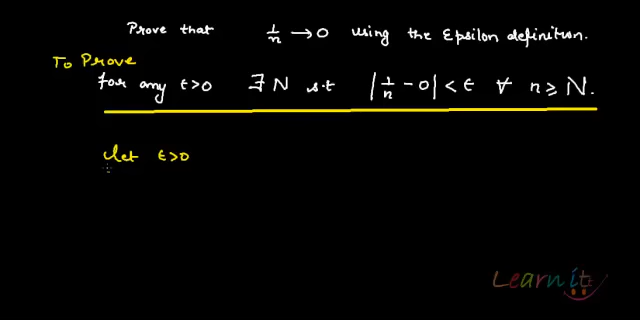 Prove that 1/n → 0 using the Epsilon definition.
To Prove
For any ϵ>0 ∃ N s.t |1/n - 0| < ϵ ∀ n ≥ N.
Let ϵ>0
Learnit